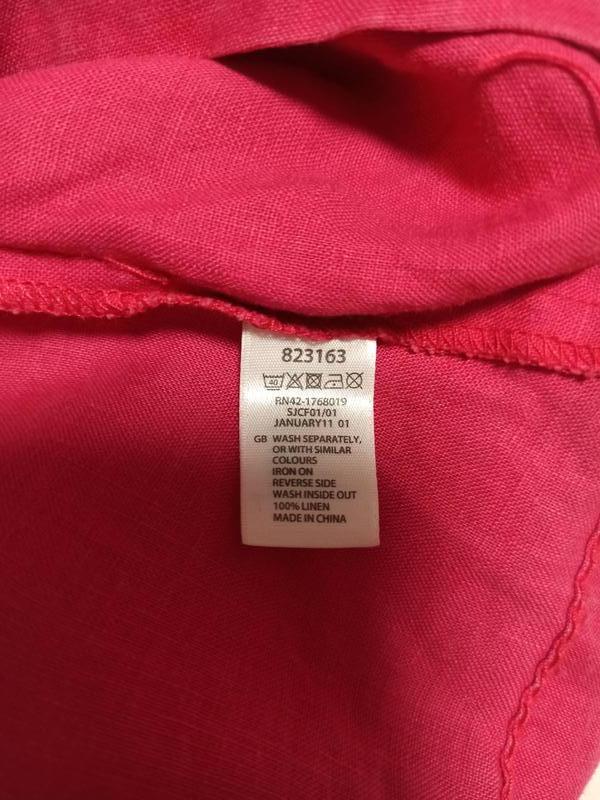 823163
40
RN42-1768019
SJCF01/01
JANUARY11 01
GB WASH SEPARATELY,
OR WITH SIMILAR
COLOURS
IRON ON
REVERSE SIDE
WASH INSIDE OUT
100% LINEN
MADE IN CHINA